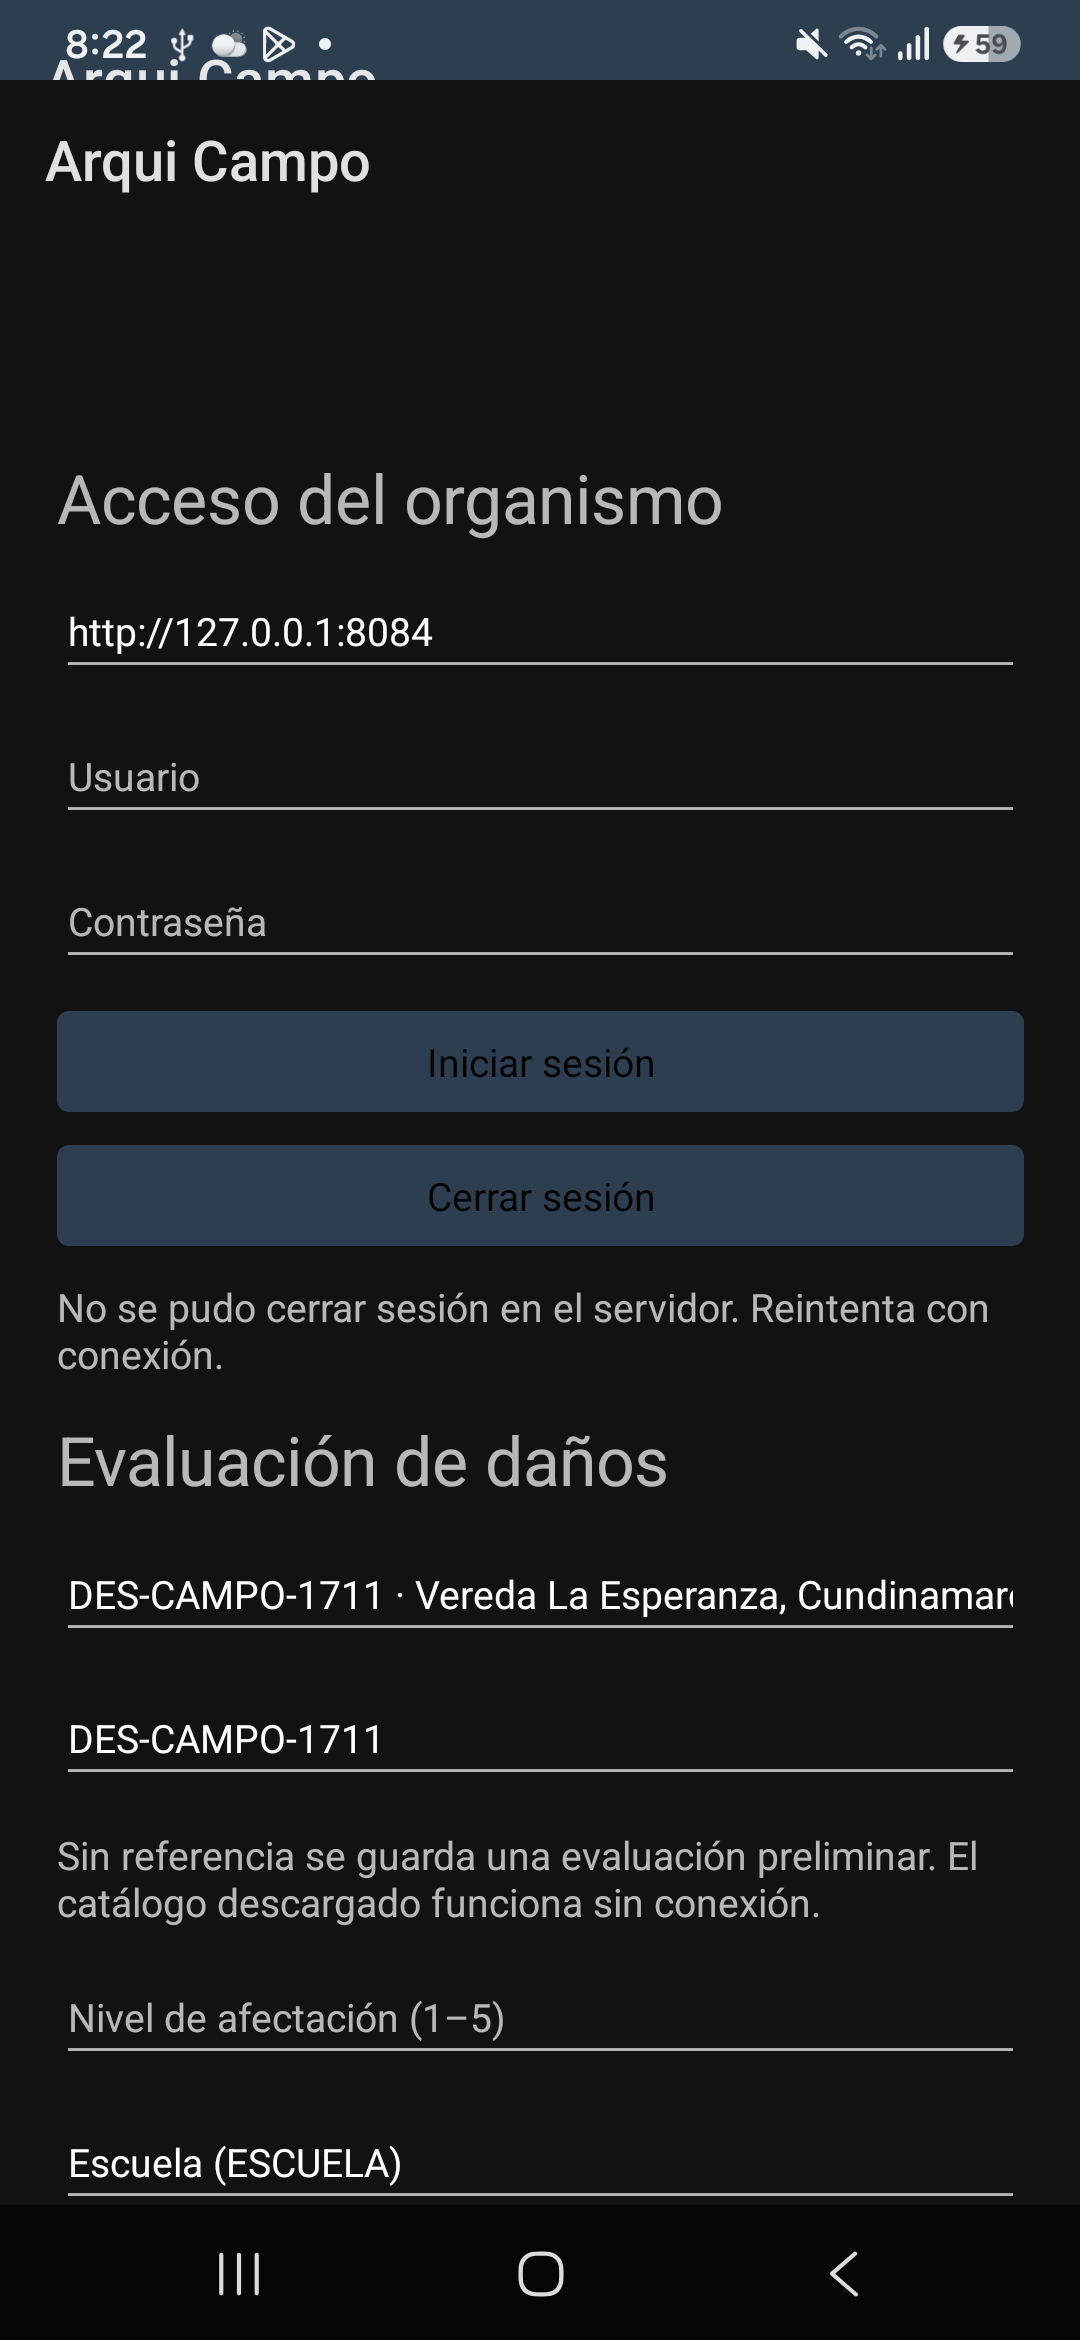 8:22
59
Arqui Campo
Arqui Campo
Acceso del organismo
http://127.0.0.1:8084
Usuario
Contraseña
Iniciar sesión
Cerrar sesión
No se pudo cerrar sesión en el servidor. Reintenta con
conexión.
Evaluación de daños
DES-CAMPO-1711 · Vereda La Esperanza,
DES-CAMPO-1711
Sin referencia se guarda una evaluación preliminar. El
catálogo descargado funciona sin conexión.
Nivel de afectación (1–5)
Escuela (ESCUELA)